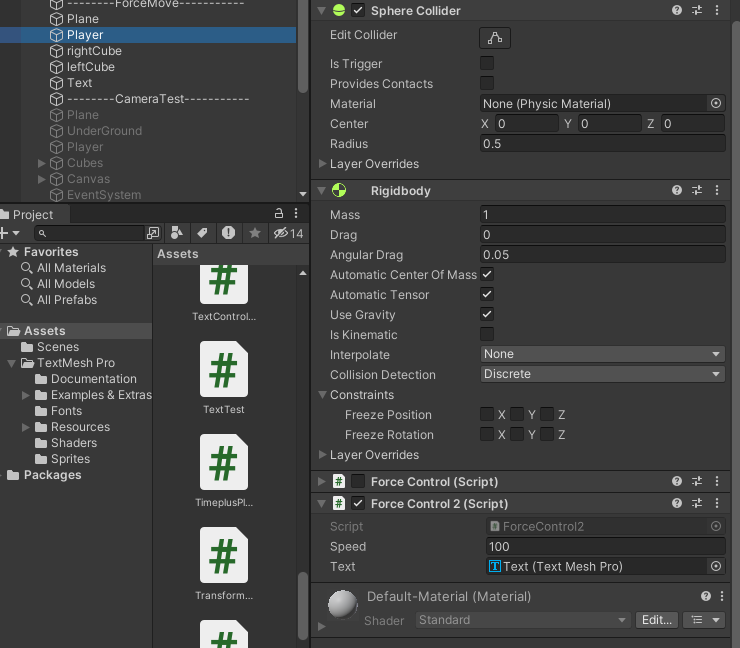 --------ForceMove-----------
Plane
Player
rightCube
leftCube
Text
--------CameraTest-----------
Plane
UnderGround
Player
Cubes
Canvas
EventSystem
Project
14
Favorites
All Materials
All Models
All Prefabs
Assets
Scenes
TextMesh Pro
Documentation
Examples & Extras
Fonts
Resources
Shaders
Sprites
Packages
Assets
TextControl...
TextTest
TimeplusPl...
Transform...
Sphere Collider
Edit Collider
Is Trigger
Provides Contacts
Material None (Physic Material)
Center X 0 Y 0 Z 0
Radius 0.5
Layer Overrides
Rigidbody
Mass 1
Drag 0
Angular Drag 0.05
Automatic Center Of Mass
Automatic Tensor
Use Gravity
Is Kinematic
Interpolate None
Collision Detection Discrete
Constraints
Freeze Position X Y Z
Freeze Rotation X Y Z
Layer Overrides
# Force Control (Script)
# Force Control 2 (Script)
Script ForceControl2
Speed 100
Text Text (Text Mesh Pro)
Default-Material (Material)
Shader Standard Edit...